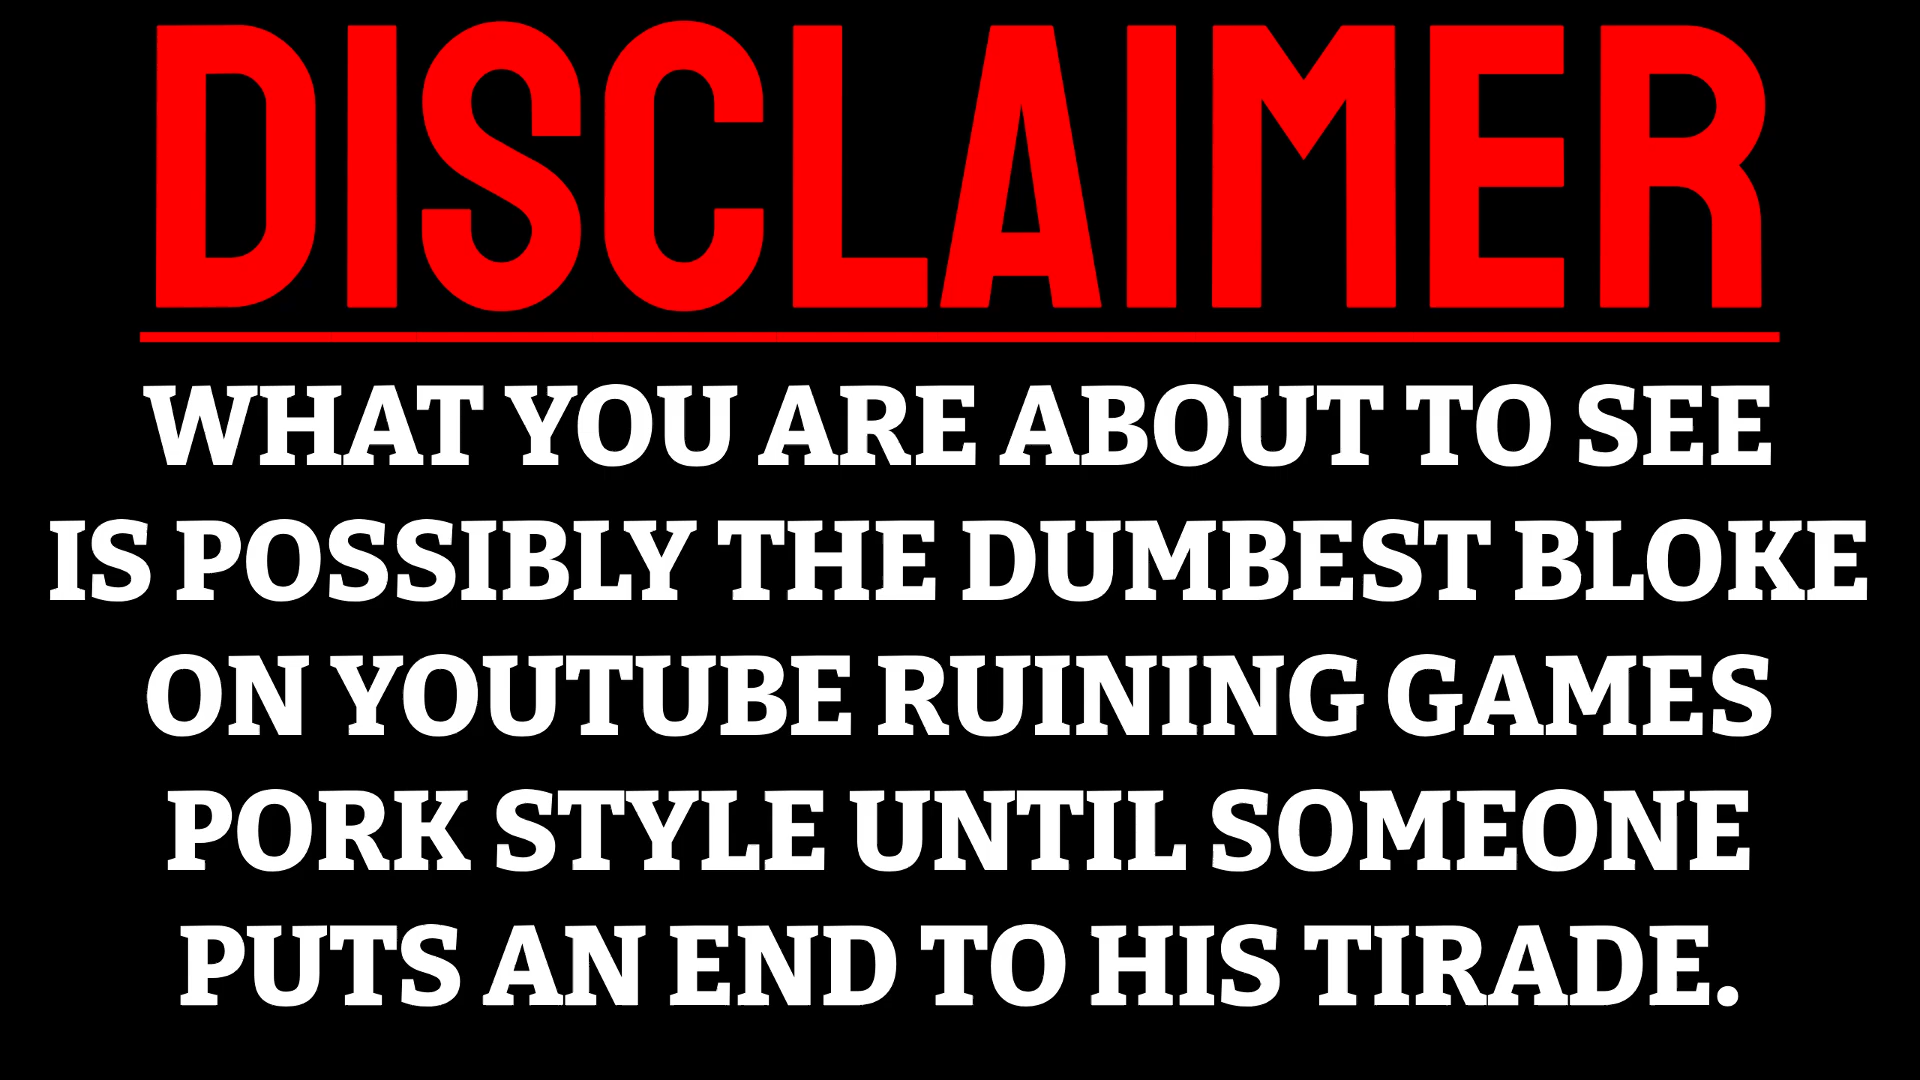 DISCLAIMER
WHAT YOU ARE ABOUT TO SEE
IS POSSIBLY THE DUMBEST BLOKE
ON YOUTUBE RUINING GAMES
PORK STYLE UNTIL SOMEONE
PUTS AN END TO HIS TIRADE.